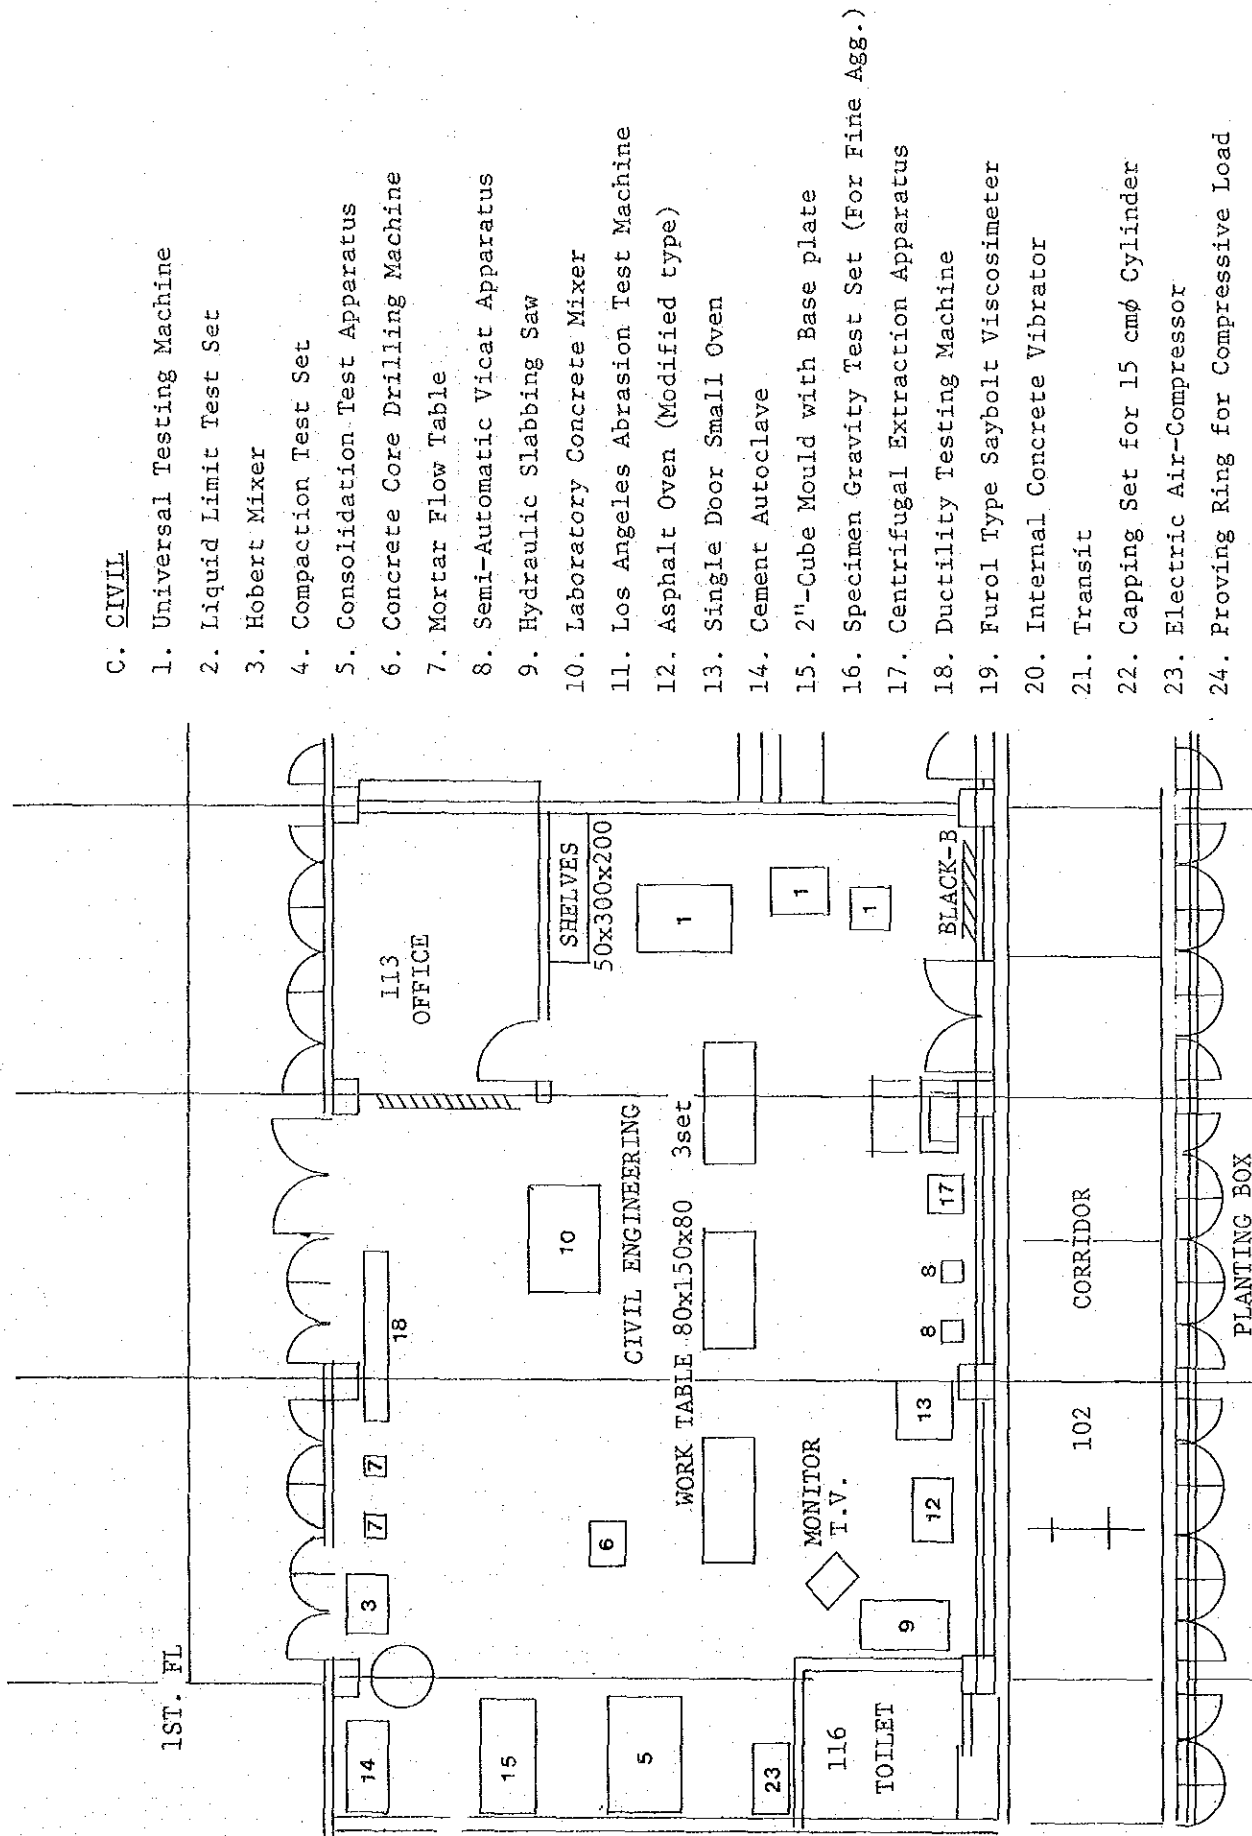 C. CIVIL
1. Universal Testing Machine
2. Liquid Limit Test Set
3. Hobert Mixer
4. Compaction Test Set
5. Consolidation Test Apparatus
6. Concrete Core Drilling Machine
7. Mortar Flow Table
8. Semi-Automatic Vicat Apparatus
9. Hydraulic Slabbing Saw
10. Laboratory Concrete Mixer
11. Los Angeles Abrasion Test Machine
12. Asphalt Oven (Modified type)
13. Single Door Small Oven
14. Cement Autoclave
15. 2"-Cube Mould with Base plate
16. Specimen Gravity Test Set (For Fine Agg.)
17. Centrifugal Extraction Apparatus
18. Ductility Testing Machine
19. Furol Type Saybolt Viscosimeter
20. Internal Concrete Vibrator
21. Transit
22. Capping Set for 15 cmφ Cylinder
23. Electric Air-Compressor
24. Proving Ring for Compressive Load
1ST. FL
14
3
7
7
18
113
OFFICE
15
6
10
SHELVES
50x300x200
5
CIVIL ENGINEERING
1
WORK TABLE 80x150x80 3set
23
1
MONITOR
T.V.
1
116
TOILET
9
12
13
8
8
17
BLACK-B
102
CORRIDOR
PLANTING BOX